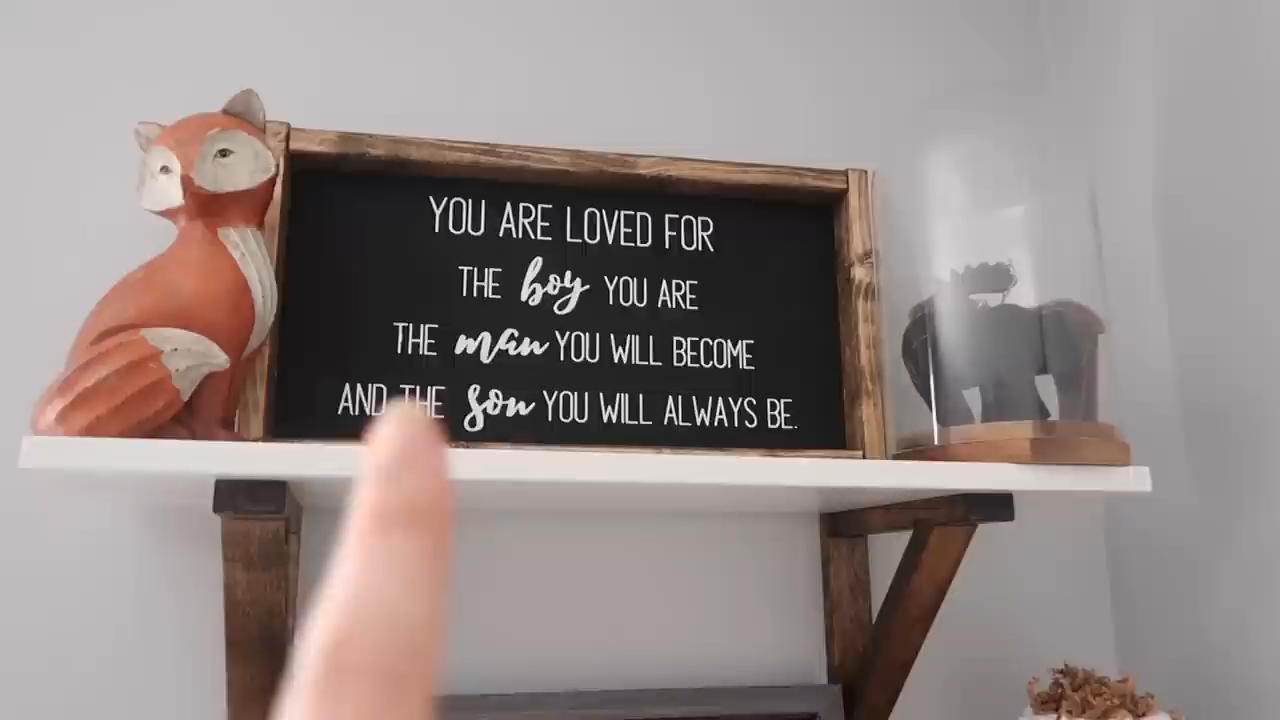 YOU ARE LOVED FOR
THE boy YOU ARE
THE man YOU WILL BECOME
AND THE son YOU WILL ALWAYS BE.